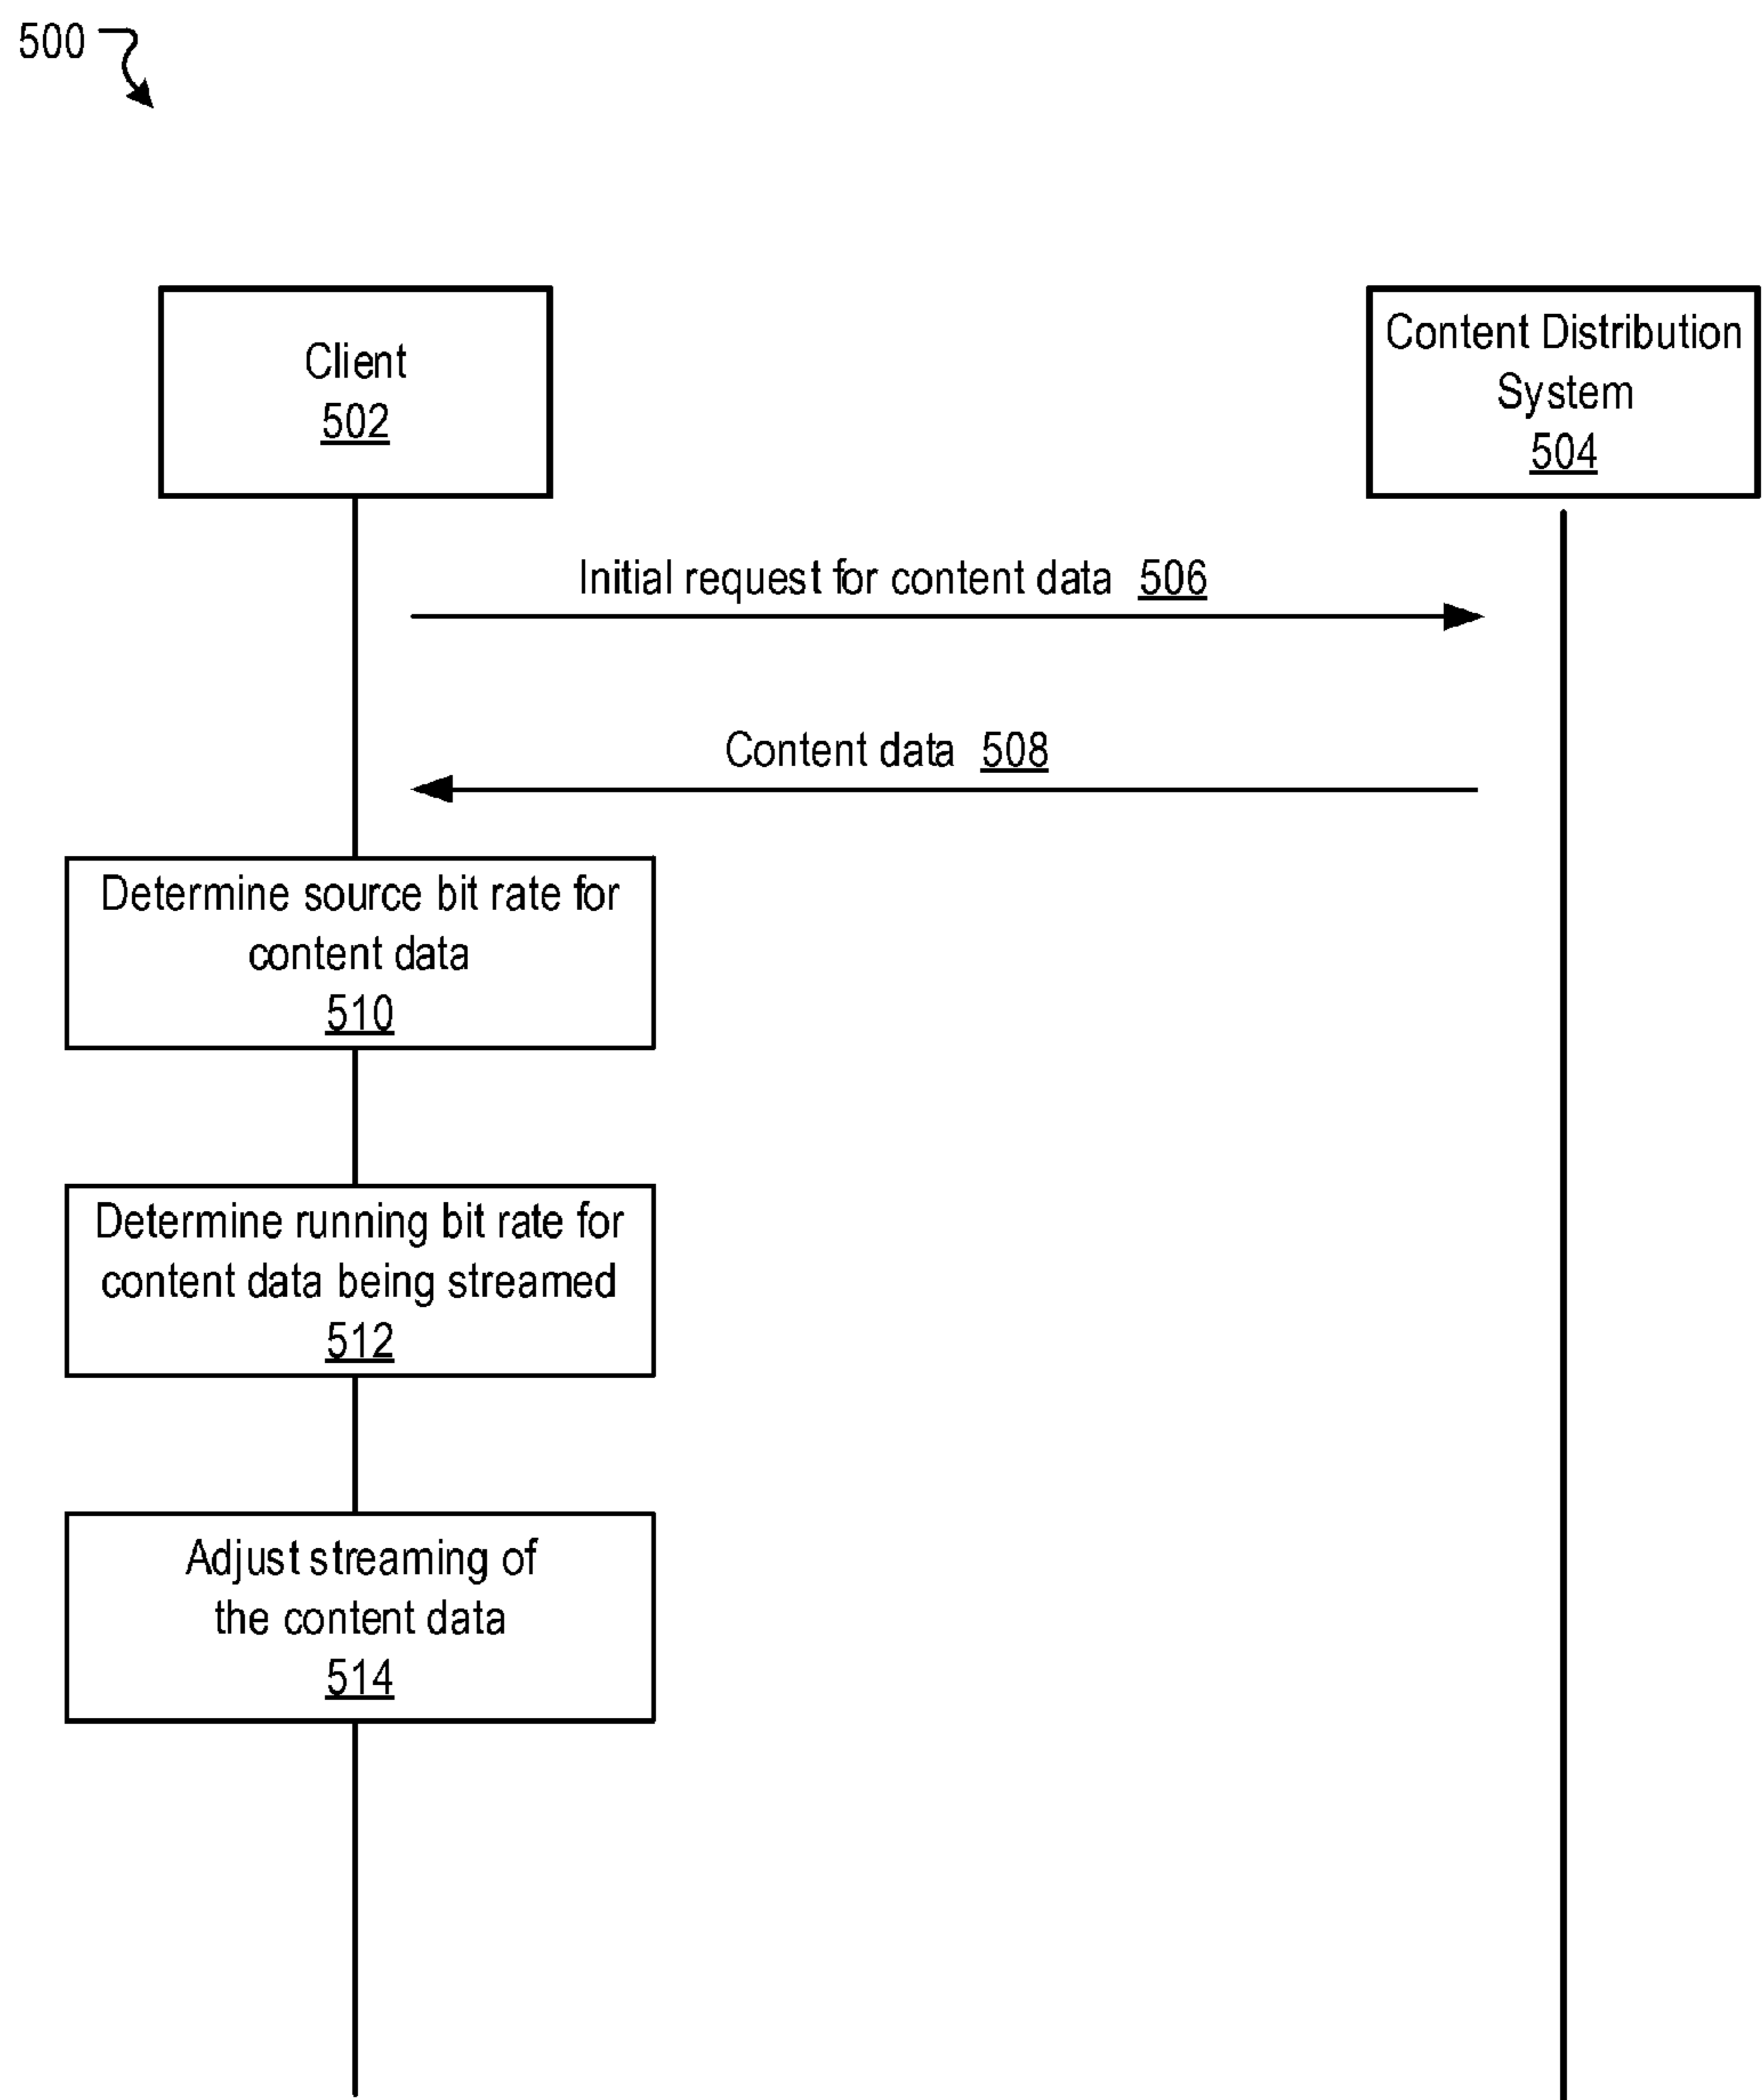 500
Client
502
Content Distribution
System
504
Initial request for content data 506
Content data 508
Determine source bit rate for
content data
510
Determine running bit rate for
content data being streamed
512
Adjust streaming of
the content data
514